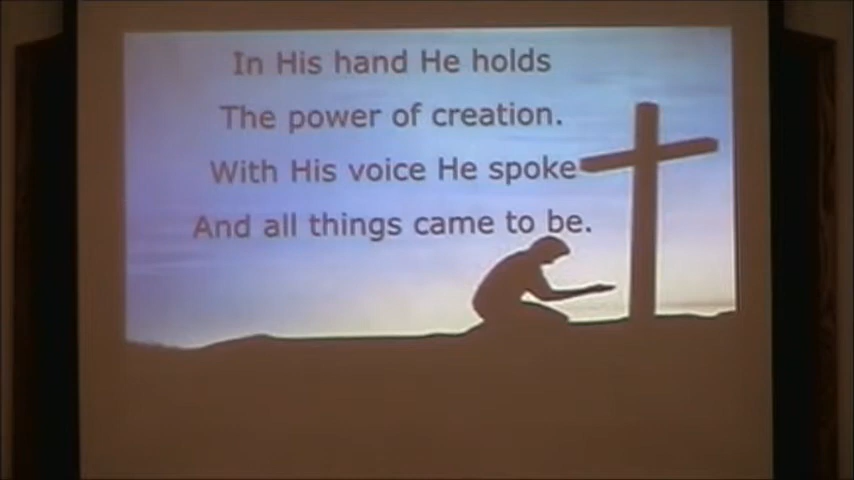 In His hand He holds
The power of creation.
With His voice He spoke
And all things came to be.